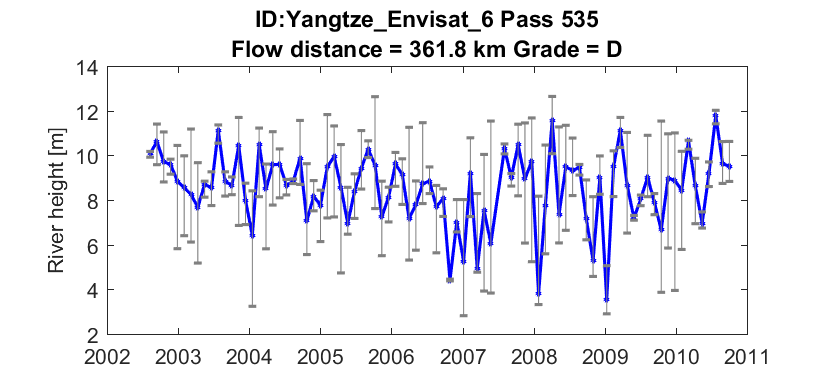 ID:Yangtze_Envisat_6 Pass 535
Flow distance = 361.8 km Grade = D
River height [m]
14
12
10
8
6
4
2
2002 2003 2004 2005 2006 2007 2008 2009 2010 2011